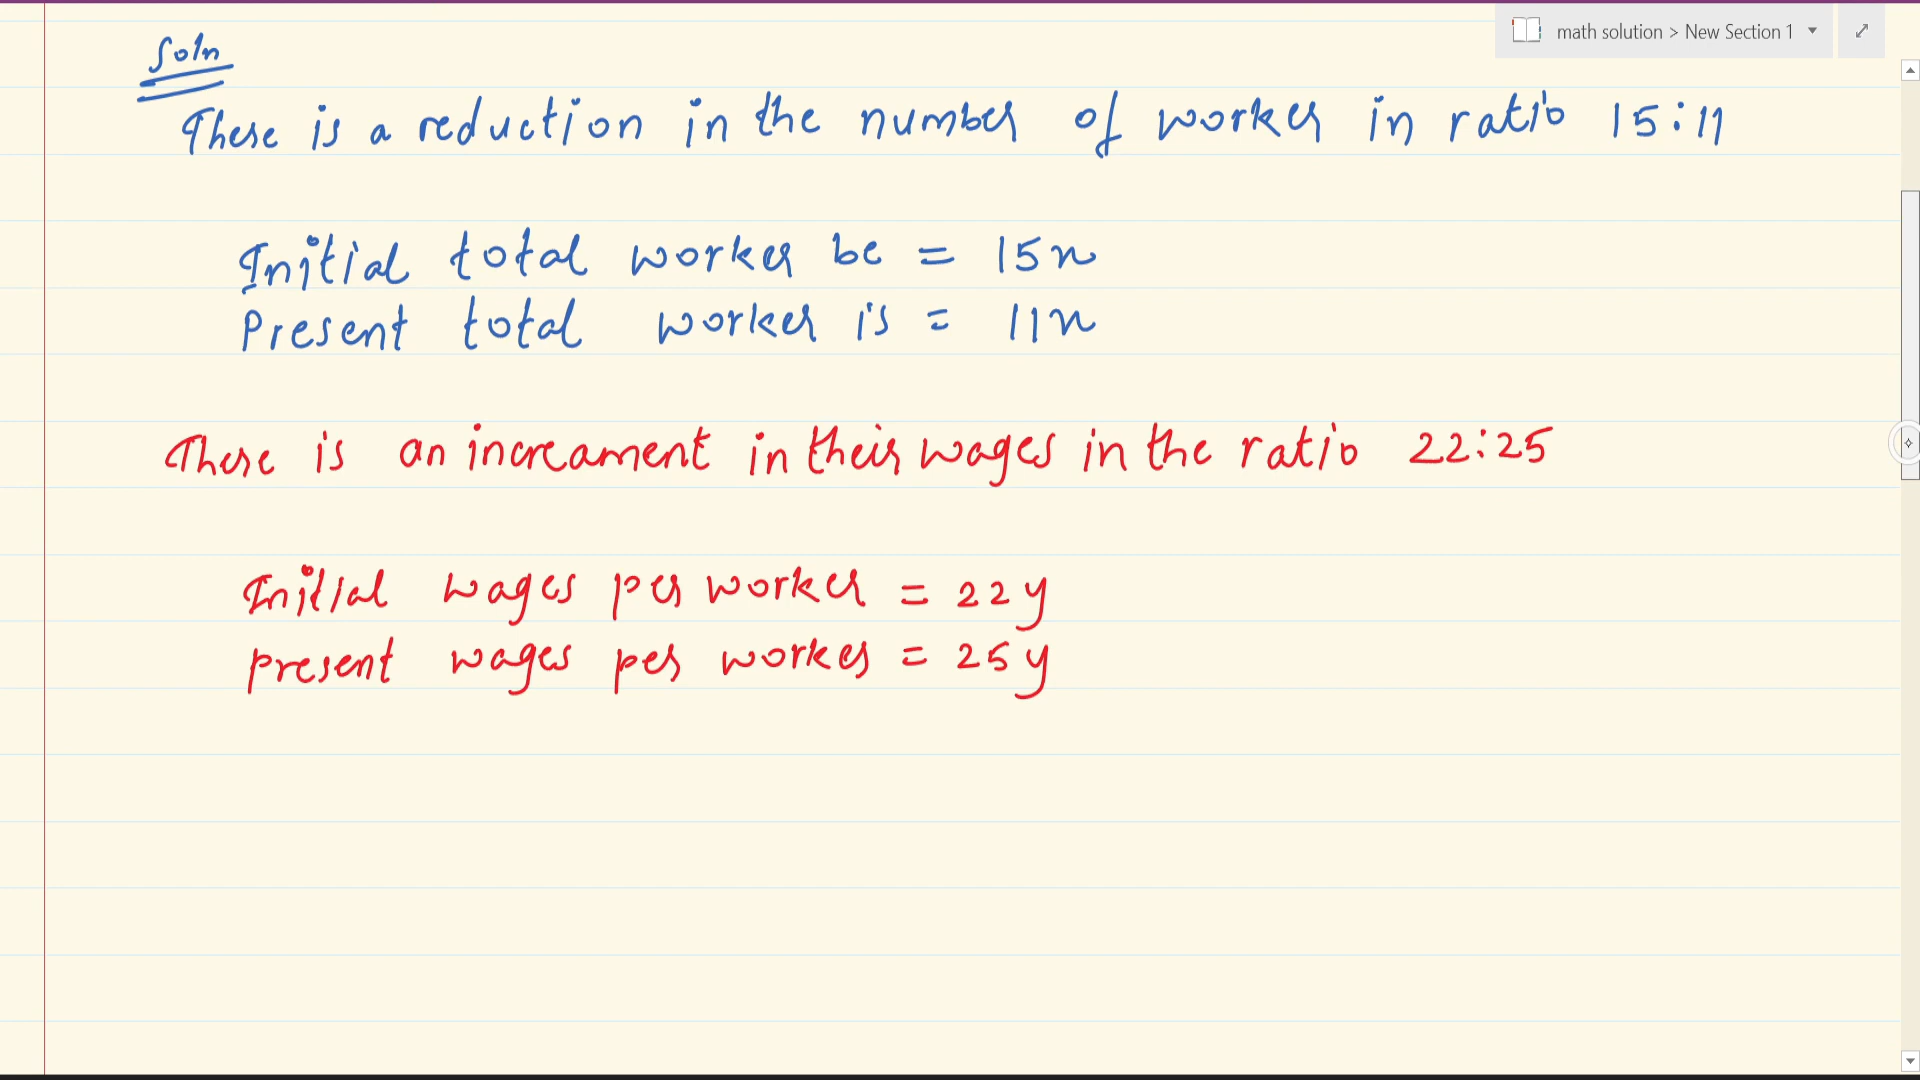 math solution > New Section 1
Soln
There is a reduction in the number of worker in ratio 15:11
Initial total worker be = 15x
Present total worker is = 11x
There is an increament in their wages in the ratio 22:25
Initial wages per worker = 22y
present wages per worker = 25y